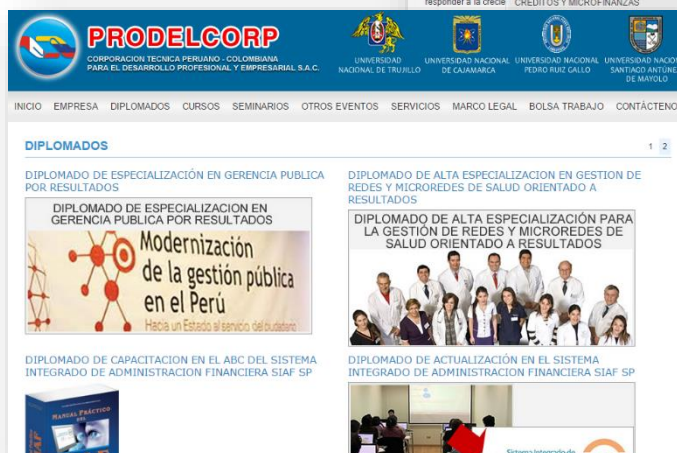 responder a la crecie CREDITOS Y MICROFINANZAS
PRODELCORP
CORPORACION TECNICA PERUANO - COLOMBIANA
PARA EL DESARROLLO PROFESIONAL Y EMPRESARIAL S.A.C.
UNIVERSIDAD
NACIONAL DE TRUJILLO
UNIVERSIDAD NACIONAL
DE CAJAMARCA
UNIVERSIDAD NACIONAL
PEDRO RUIZ GALLO
UNIVERSIDAD NACION
SANTIAGO ANTÚNE
DE MAYOLO
INICIO EMPRESA DIPLOMADOS CURSOS SEMINARIOS OTROS EVENTOS SERVICIOS MARCO LEGAL BOLSA TRABAJO CONTÁCTENO
DIPLOMADOS
1 2
DIPLOMADO DE ESPECIALIZACIÓN EN GERENCIA PUBLICA
POR RESULTADOS
DIPLOMADO DE ESPECIALIZACION EN
GERENCIA PUBLICA POR RESULTADOS
Modernización
de la gestión pública
en el Perú
Hacia un Estado al servicio del ciudadano
DIPLOMADO DE ALTA ESPECIALIZACION EN GESTION DE
REDES Y MICROREDES DE SALUD ORIENTADO A
RESULTADOS
DIPLOMADO DE ALTA ESPECIALIZACIÓN PARA
LA GESTIÓN DE REDES Y MICROREDES DE
SALUD ORIENTADO A RESULTADOS
DIPLOMADO DE CAPACITACION EN EL ABC DEL SISTEMA
INTEGRADO DE ADMINISTRACION FINANCIERA SIAF SP
MANUAL PRÁCTICO
DIPLOMADO DE ACTUALIZACIÓN EN EL SISTEMA
INTEGRADO DE ADMINISTRACION FINANCIERA SIAF SP
Sistema Integrado de